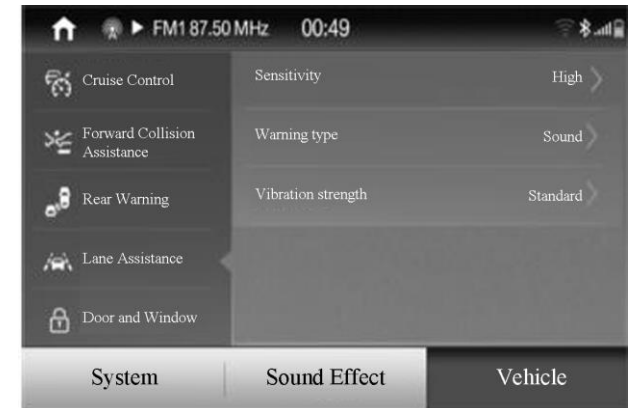 FM1 87.50 MHz 00:49
Cruise Control
Forward Collision
Assistance
Rear Warning
Lane Assistance
Door and Window
Sensitivity High
Warning type Sound
Vibration strength Standard
System Sound Effect Vehicle